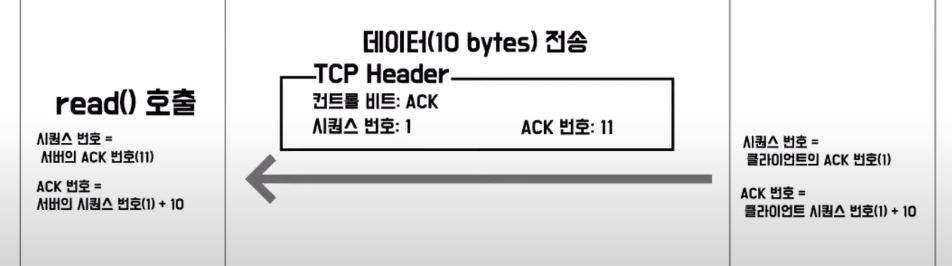 데이터(10 bytes) 전송
TCP Header
컨트롤 비트: ACK
시퀀스 번호: 1
ACK 번호: 11
read() 호출
시퀀스 번호 =
서버의 ACK 번호(11)
ACK 번호 =
서버의 시퀀스 번호(1) + 10
시퀀스 번호 =
클라이언트의 ACK 번호(1)
ACK 번호 =
클라이언트 시퀀스 번호(1) + 10